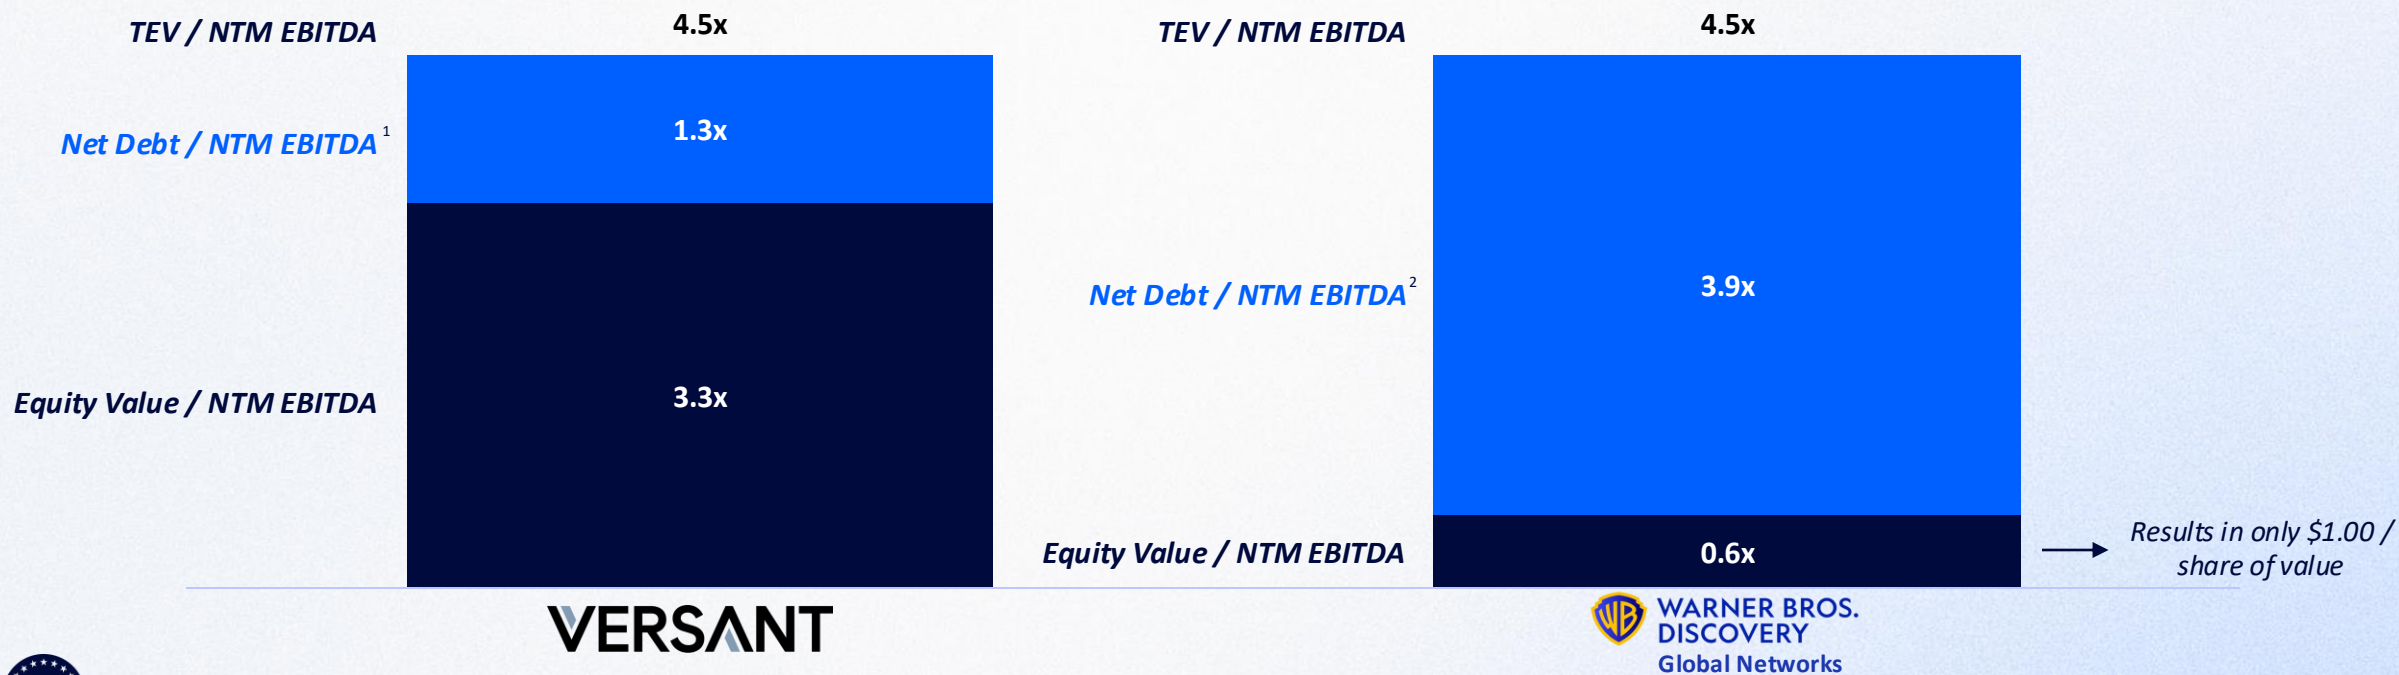 TEV / NTM EBITDA
4.5x
Net Debt / NTM EBITDA 1
1.3x
Equity Value / NTM EBITDA
3.3x
VERSANT
TEV / NTM EBITDA
4.5x
Net Debt / NTM EBITDA 2
3.9x
Equity Value / NTM EBITDA
0.6x
Results in only $1.00 /
share of value
WB
WARNER BROS.
DISCOVERY
Global Networks